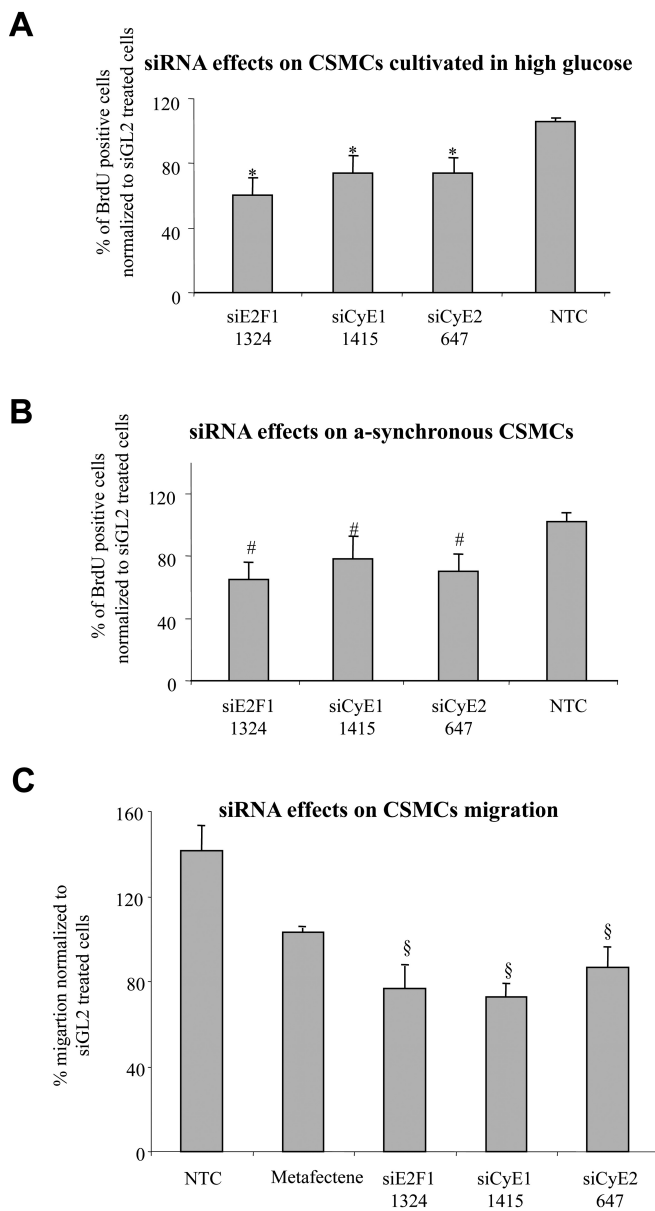 A
siRNA effects on CSMCs cultivated in high glucose
% of BrdU positive cells
normalized to siGL2 treated cells
120
80
40
0
*
*
*
siE2F1
1324
siCyE1
1415
siCyE2
647
NTC
B
siRNA effects on a-synchronous CSMCs
% of BrdU positive cells
normalized to siGL2 treated cells
120
80
40
0
#
#
#
siE2F1
1324
siCyE1
1415
siCyE2
647
NTC
C
siRNA effects on CSMCs migration
% migartion normalized to
siGL2 treated cells
160
120
80
40
0
§
§
§
NTC
Metafectene
siE2F1
1324
siCyE1
1415
siCyE2
647